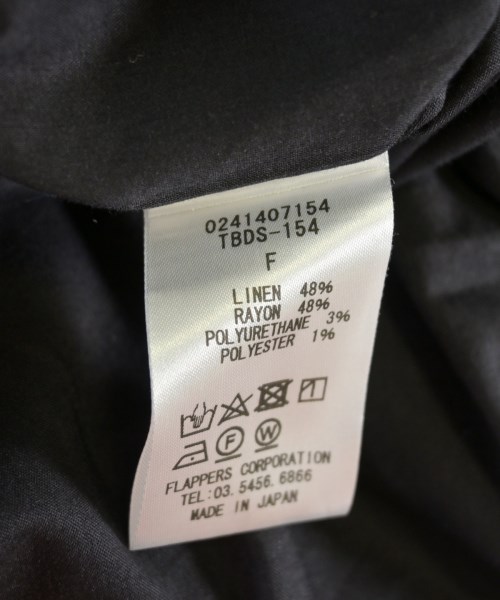 0241407154
TBDS-154
F
LINEN 48%
RAYON 48%
POLYURETHANE 3%
POLYESTER 1%
F W
FLAPPERS CORPORATION
TEL:03.5456.6866
MADE IN JAPAN